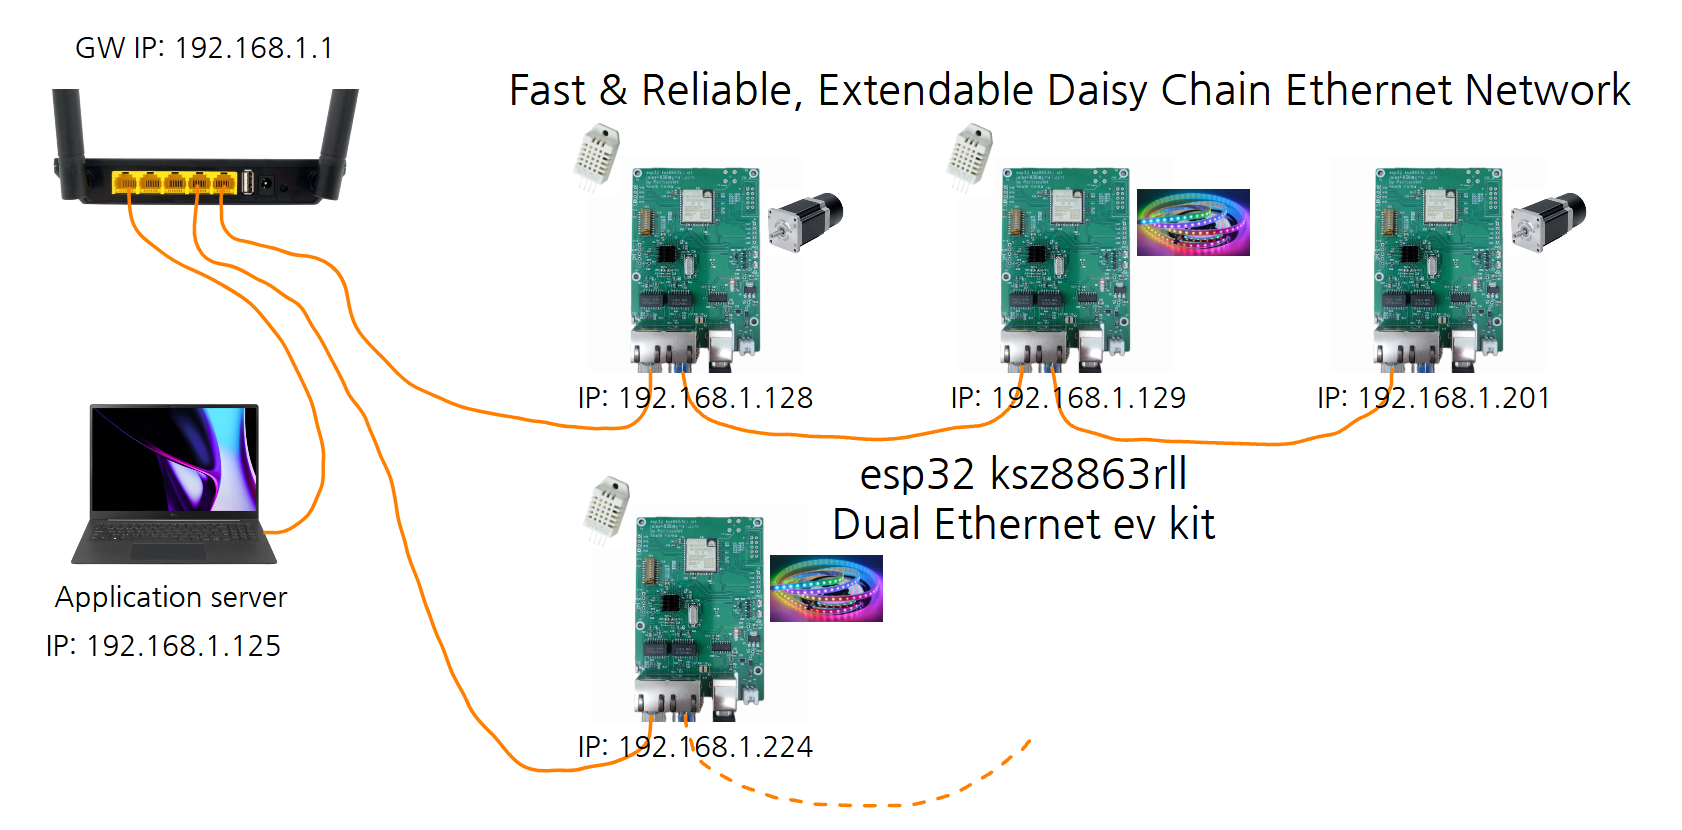 GW IP: 192.168.1.1
Fast & Reliable, Extendable Daisy Chain Ethernet Network
IP: 192.168.1.128
IP: 192.168.1.129
IP: 192.168.1.201
esp32 ksz8863rll
Dual Ethernet ev kit
Application server
IP: 192.168.1.125
IP: 192.168.1.224